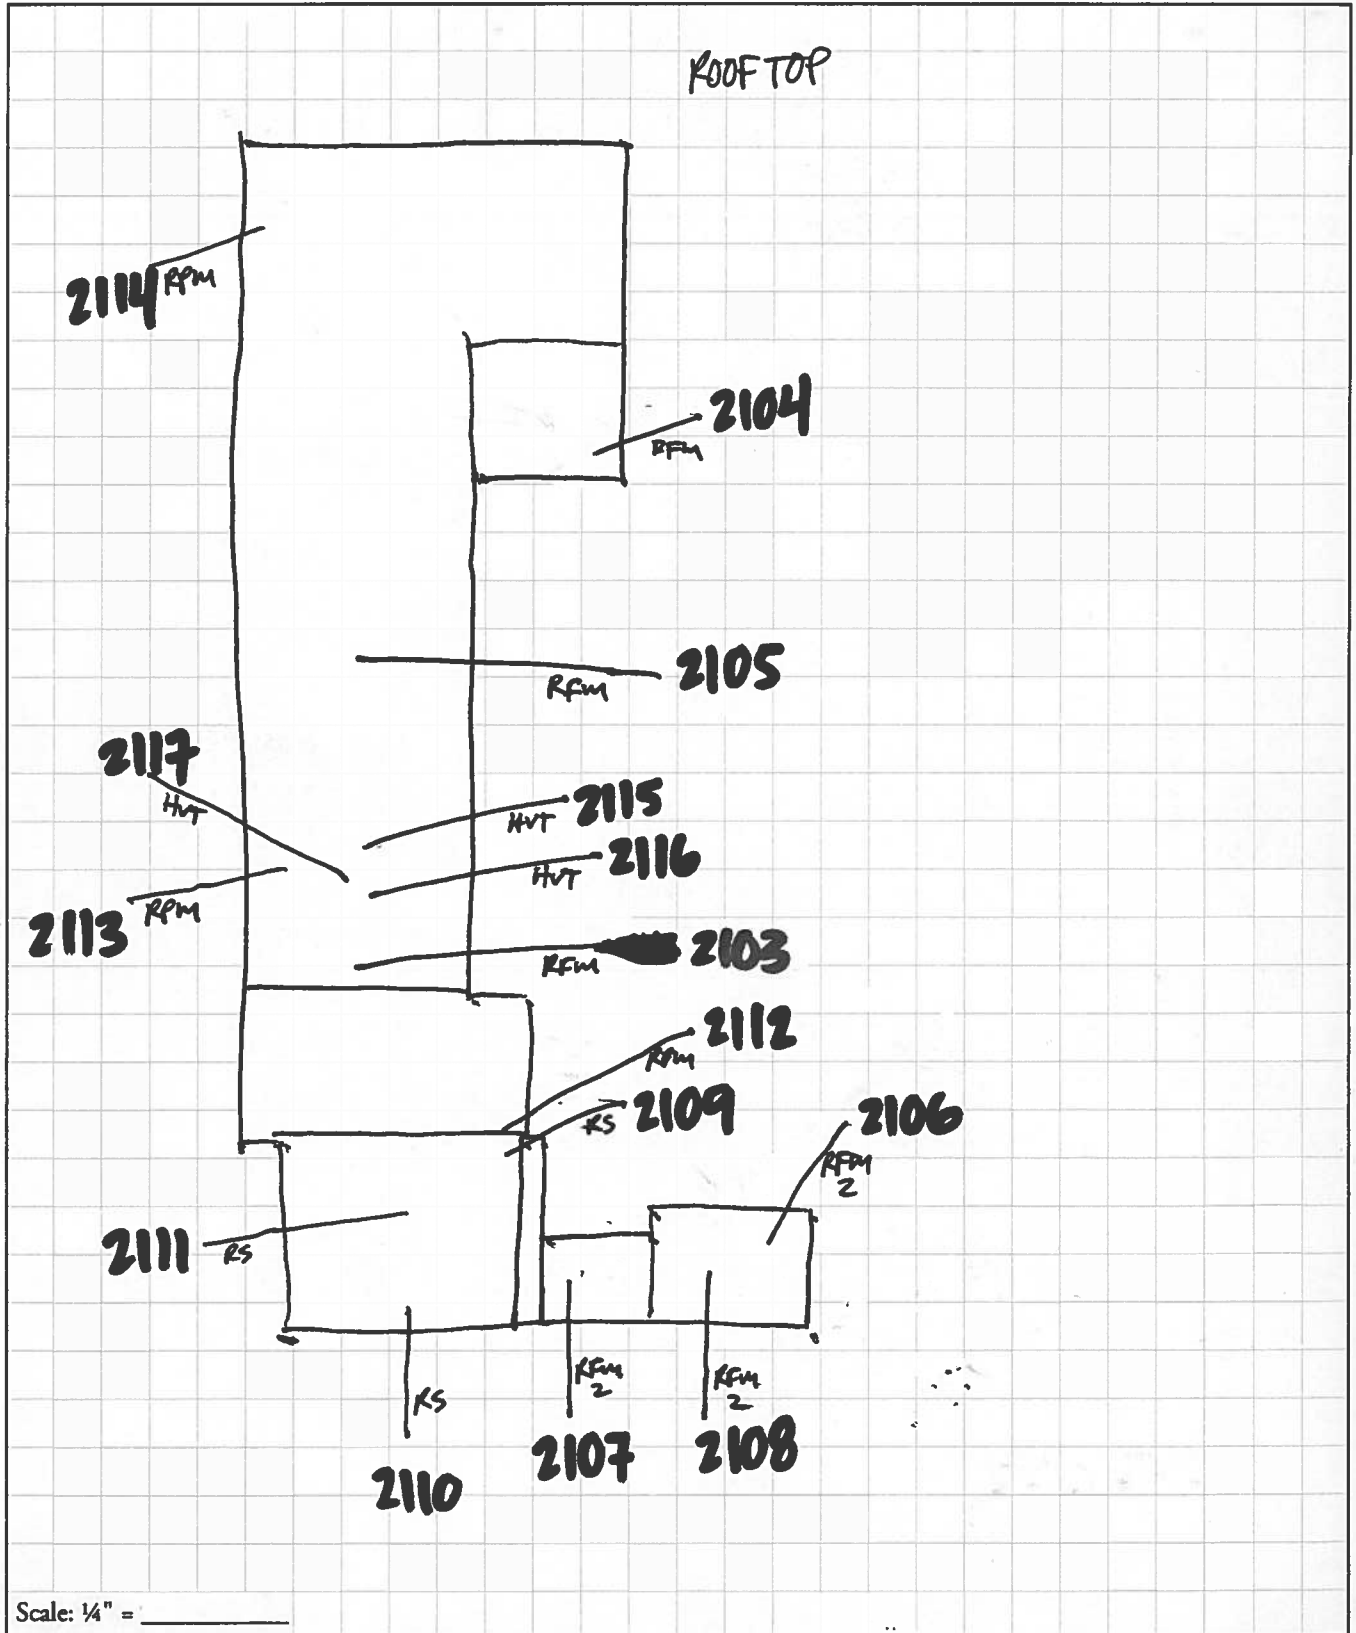 ROOFTOP
2114 RPM
2104
RFM
2105
RFM
2117
HVT
2115
HVT
2116
HVT
2113
RPM
2103
RFM
2112
RPM
2109
RS
2106
RFM
2
2111
RS
RS
2110
RFM
2
2107
RFM
2
2108
Scale: ¼" =